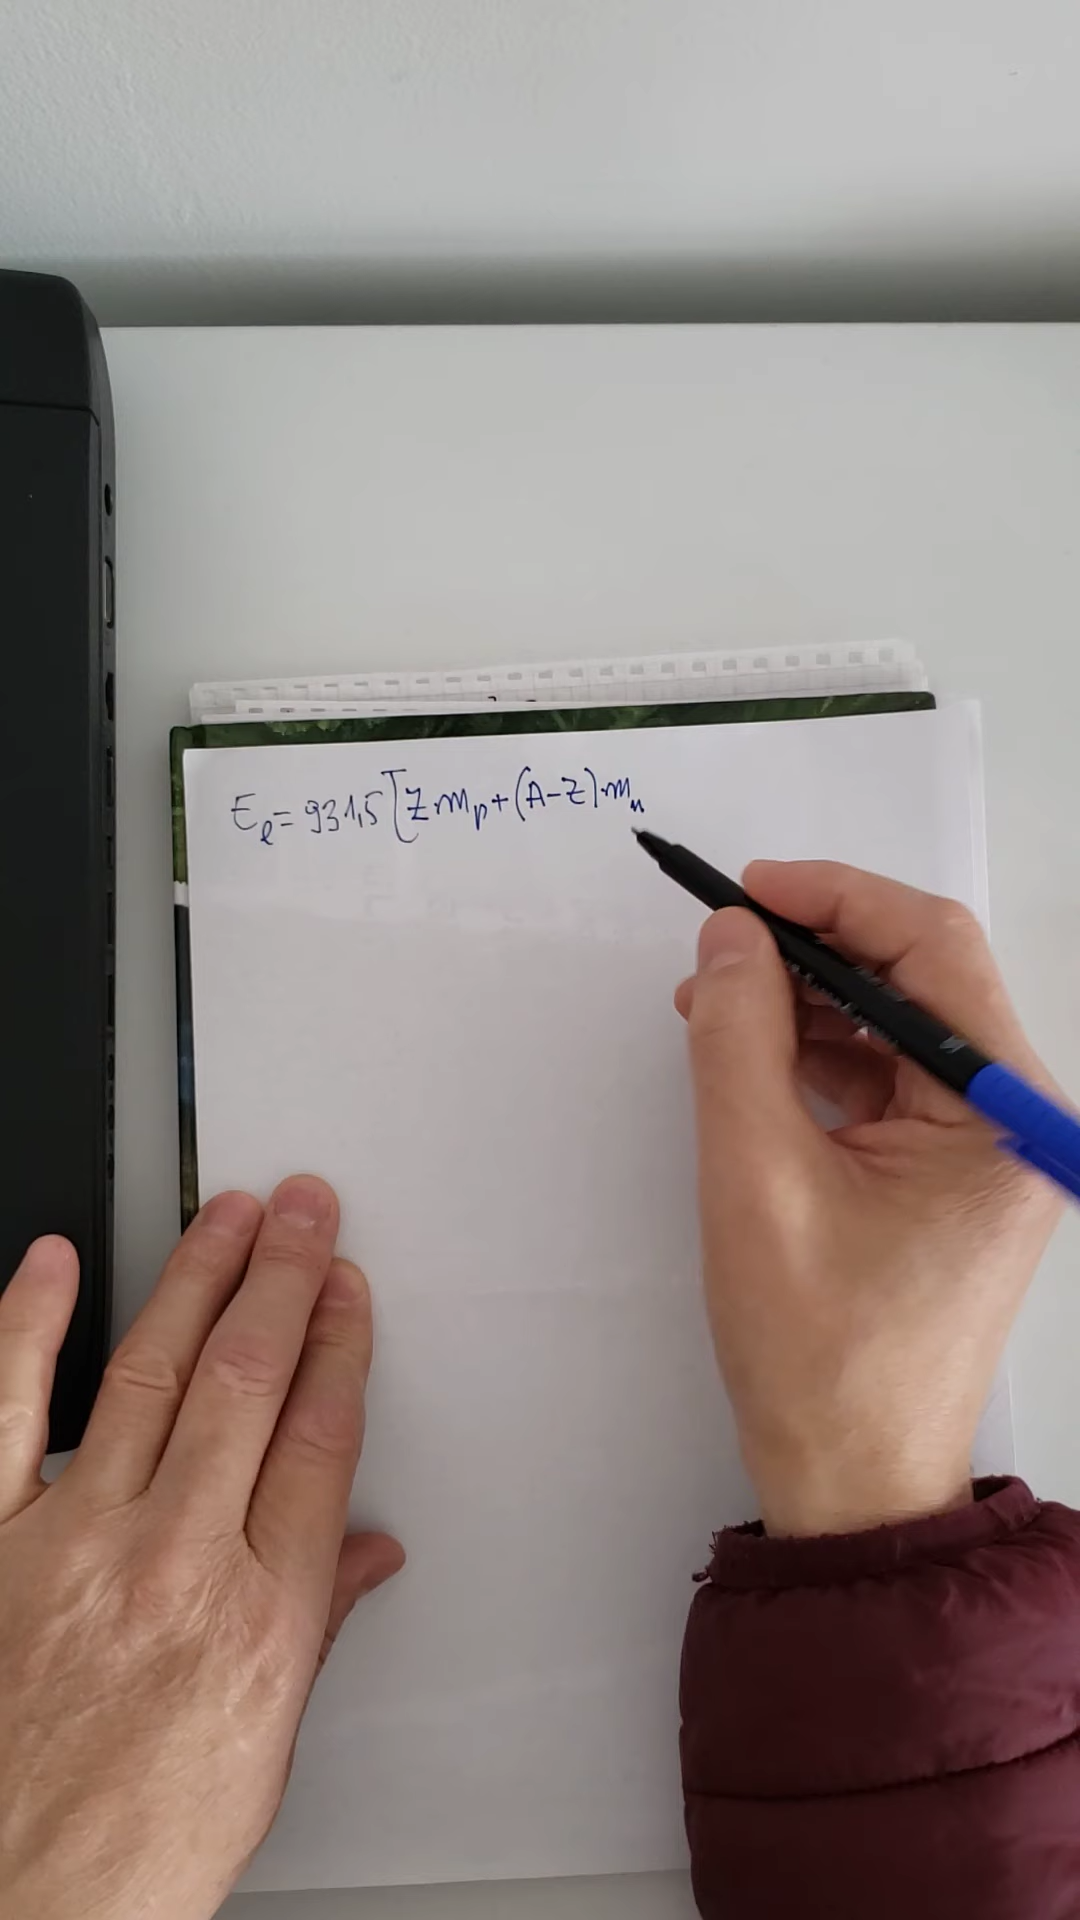 E_l = 931,5 [Z·m_p + (A-Z)·m_n